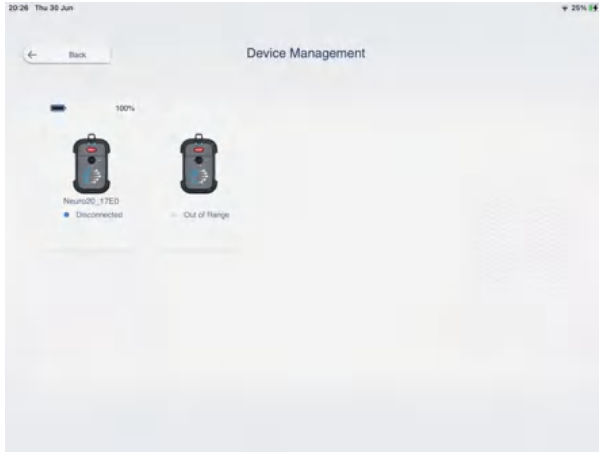 20:26 Thu 30 Jun
25%
Back
Device Management
100%
Neuro20_17E0
Disconnected
Out of Range